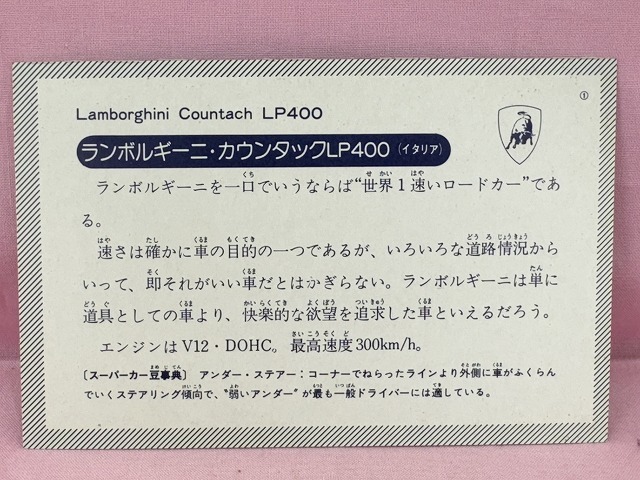 ①
Lamborghini Countach LP400
ランボルギーニ・カウンタックLP400（イタリア）
ランボルギーニを一口でいうならば“世界1速いロードカー”であ
る。
速さは確かに車の目的の一つであるが、いろいろな道路情況から
いって、即それがいい車だとはかぎらない。ランボルギーニは単に
道具としての車より、快楽的な欲望を追求した車といえるだろう。
エンジンはV12・DOHC。最高速度300km/h。
〔スーパーカー豆事典〕 アンダー・ステアー：コーナーでねらったラインより外側に車がふくらん
でいくステアリング傾向で、“弱いアンダー”が最も一般ドライバーには適している。